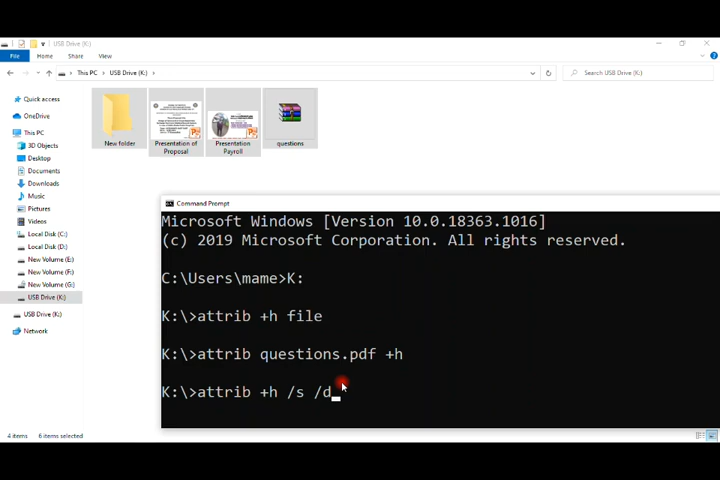 USB Drive (K:)
File Home Share View
This PC USB Drive (K:) Search USB Drive (K:)
Quick access
OneDrive
This PC
3D Objects
Desktop
Documents
Downloads
Music
Pictures
Videos
Local Disk (C:)
Local Disk (D:)
New Volume (E:)
New Volume (F:)
New Volume (G:)
USB Drive (K:)
USB Drive (K:)
Network
New folder
Presentation of
Proposal
Presentation
Payroll
questions
Command Prompt
Microsoft Windows [Version 10.0.18363.1016]
(c) 2019 Microsoft Corporation. All rights reserved.
C:\Users\mame>K:
K:\>attrib +h file
K:\>attrib questions.pdf +h
K:\>attrib +h /s /d_
4 items 6 items selected